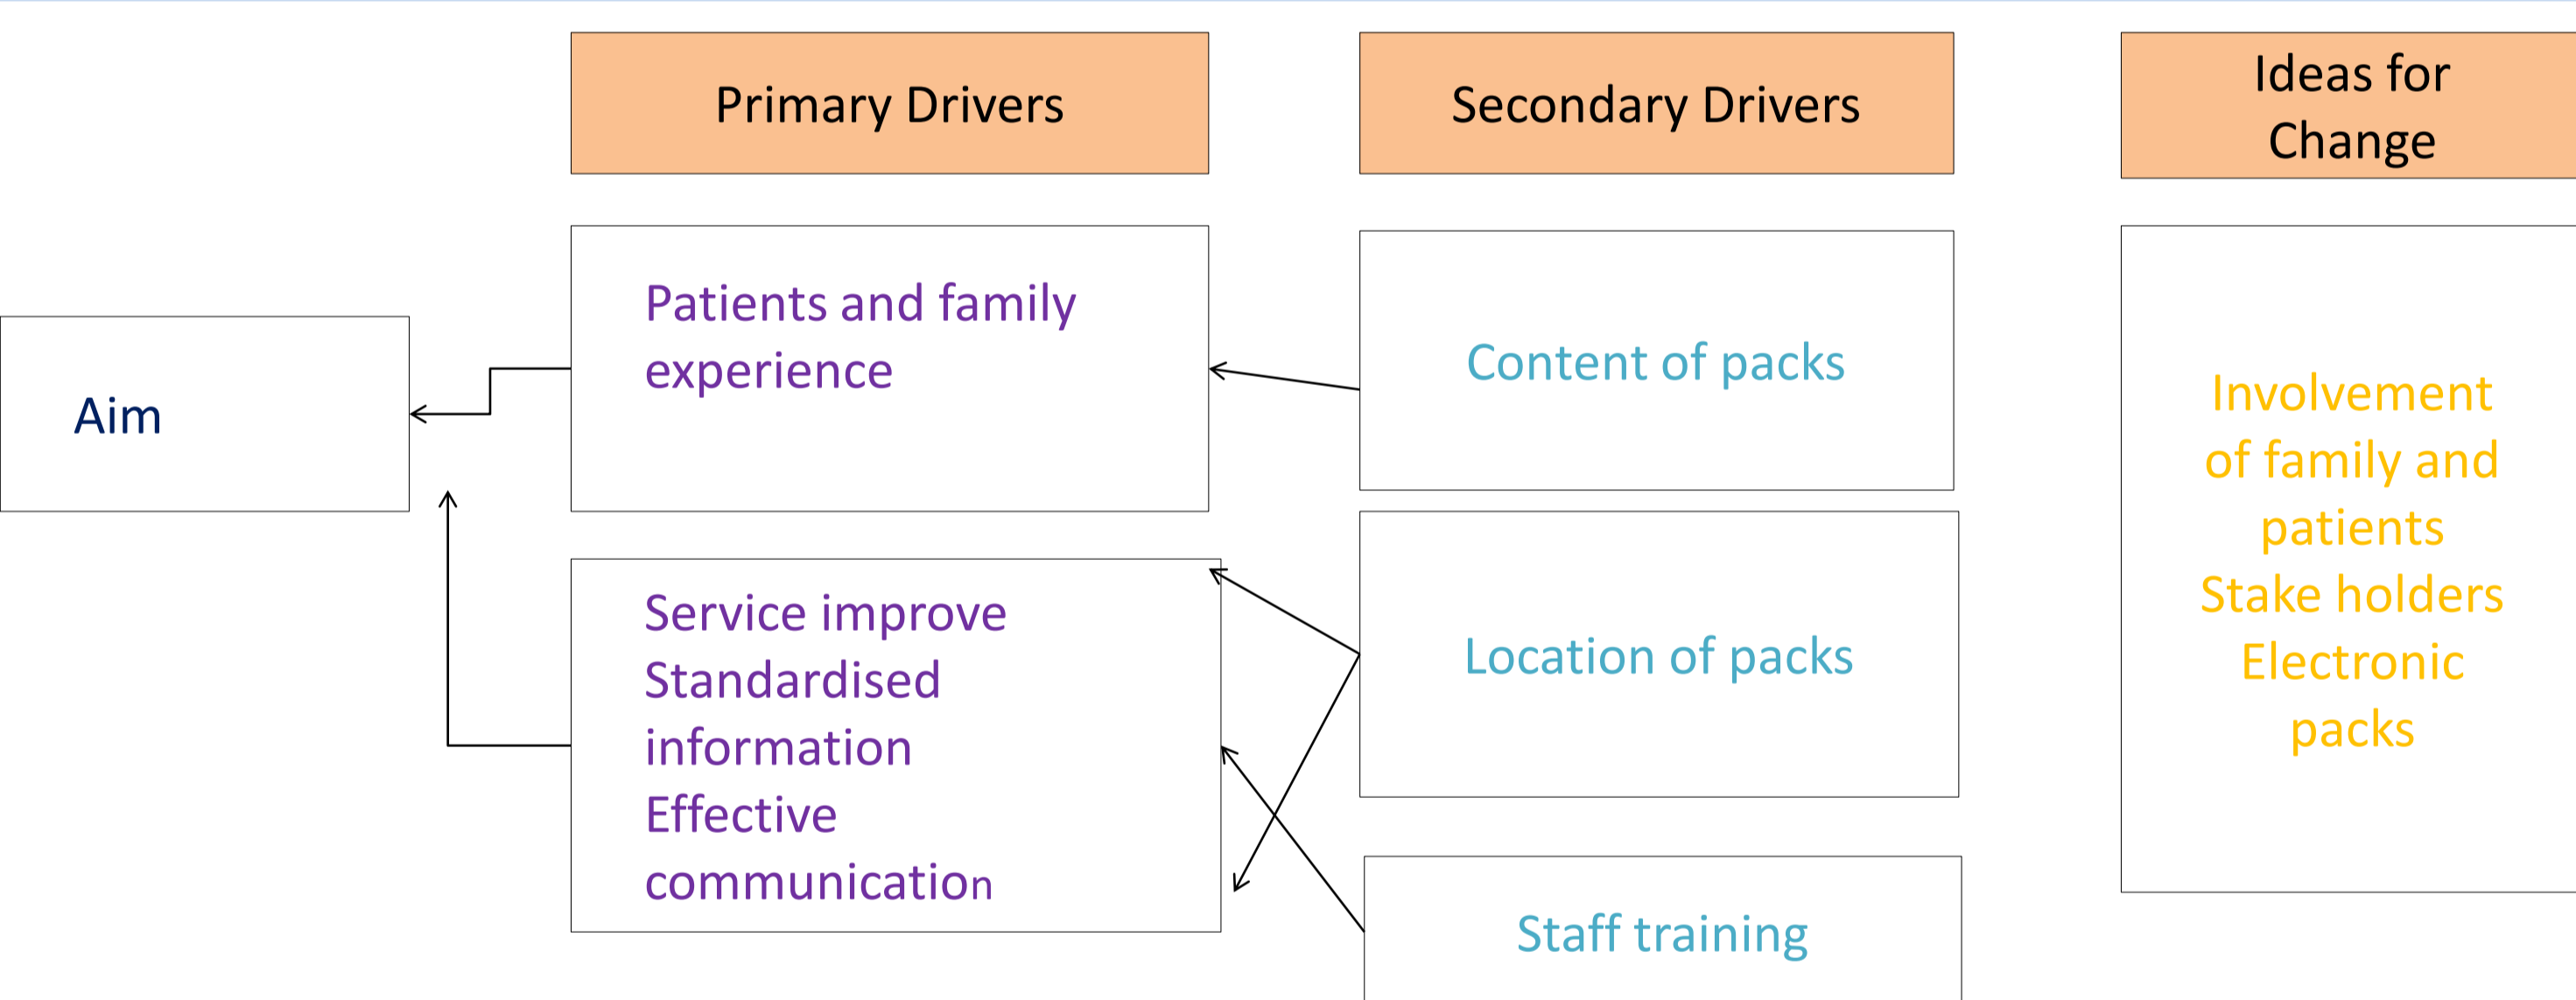 Primary Drivers
Secondary Drivers
Ideas for
Change
Aim
Patients and family
experience
Service improve
Standardised
information
Effective
communication
Content of packs
Location of packs
Staff training
Involvement
of family and
patients
Stake holders
Electronic
packs